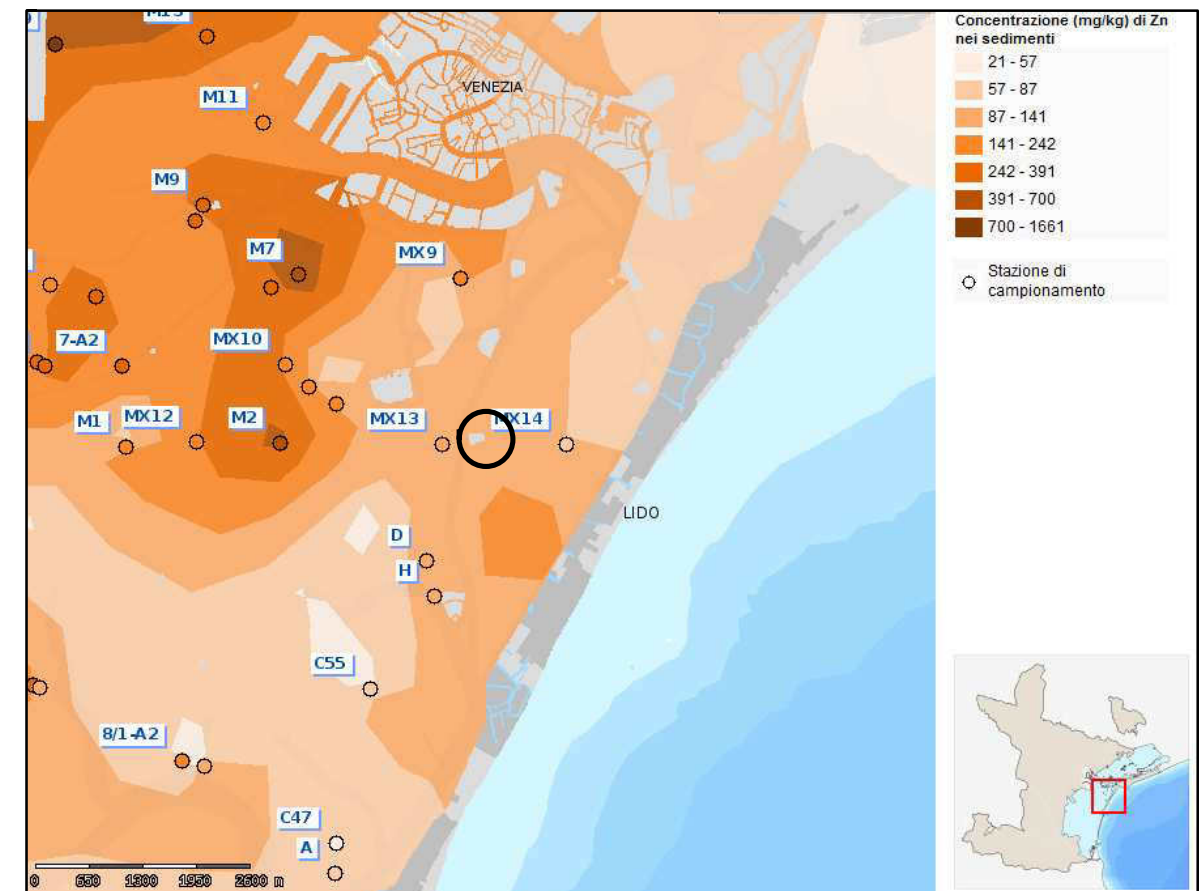 M11
VENEZIA
M9
M7
MX9
7-A2
MX10
M1
MX12
M2
MX13
MX14
LIDO
D
H
C55
8/1-A2
C47
A
0 650 1300 1950 2600 m
Concentrazione (mg/kg) di Zn
nei sedimenti
21 - 57
57 - 87
87 - 141
141 - 242
242 - 391
391 - 700
700 - 1661
Stazione di
campionamento